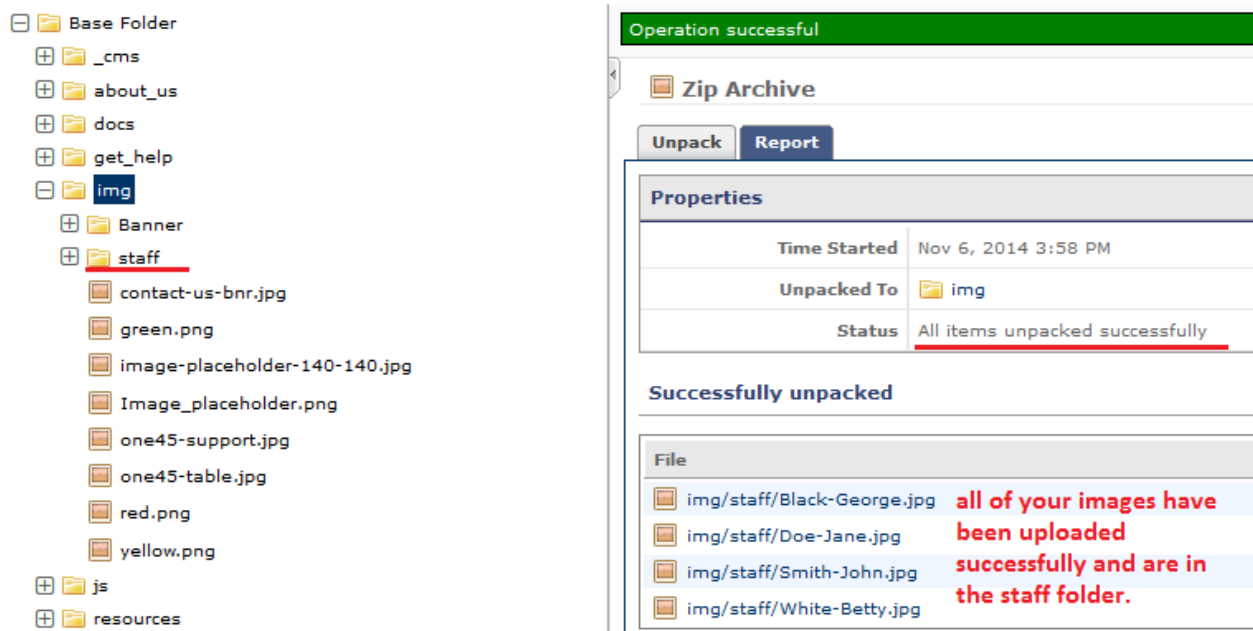 Base Folder
_cms
about_us
docs
get_help
img
Banner
staff
contact-us-bnr.jpg
green.png
image-placeholder-140-140.jpg
Image_placeholder.png
one45-support.jpg
one45-table.jpg
red.png
yellow.png
js
resources
Operation successful
Zip Archive
Unpack Report
Properties
Time Started Nov 6, 2014 3:58 PM
Unpacked To img
Status All items unpacked successfully
Successfully unpacked
File
img/staff/Black-George.jpg
img/staff/Doe-Jane.jpg
img/staff/Smith-John.jpg
img/staff/White-Betty.jpg
all of your images have
been uploaded
successfully and are in
the staff folder.